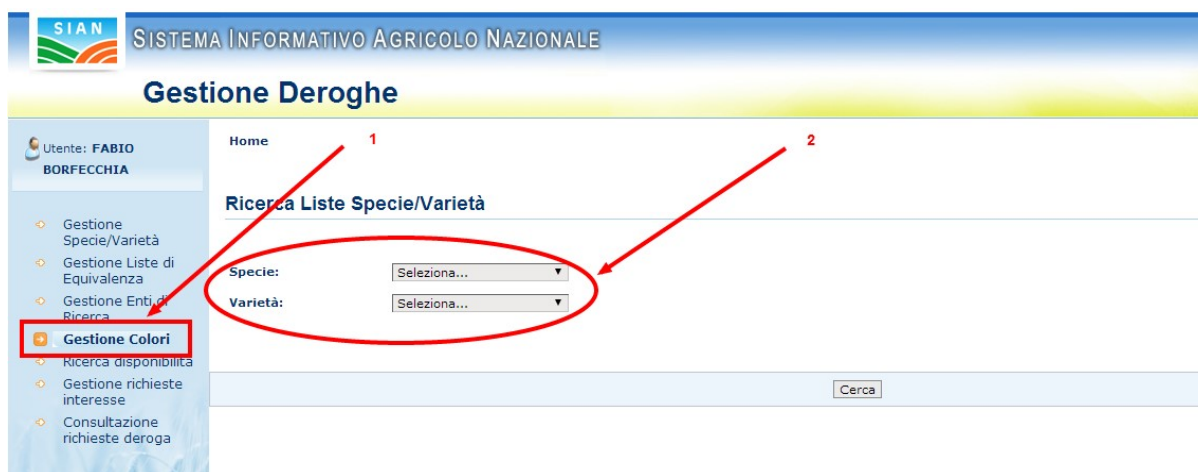 SIAN
SISTEMA INFORMATIVO AGRICOLO NAZIONALE
Gestione Deroghe
Utente: FABIO
BORFECCHIA
Home
1
2
Ricerca Liste Specie/Varietà
Gestione
Specie/Varietà
Gestione Liste di
Equivalenza
Gestione Enti di
Ricerca
Gestione Colori
Ricerca disponibilità
Gestione richieste
interesse
Consultazione
richieste deroga
Specie:
Seleziona...
Varietà:
Seleziona...
Cerca